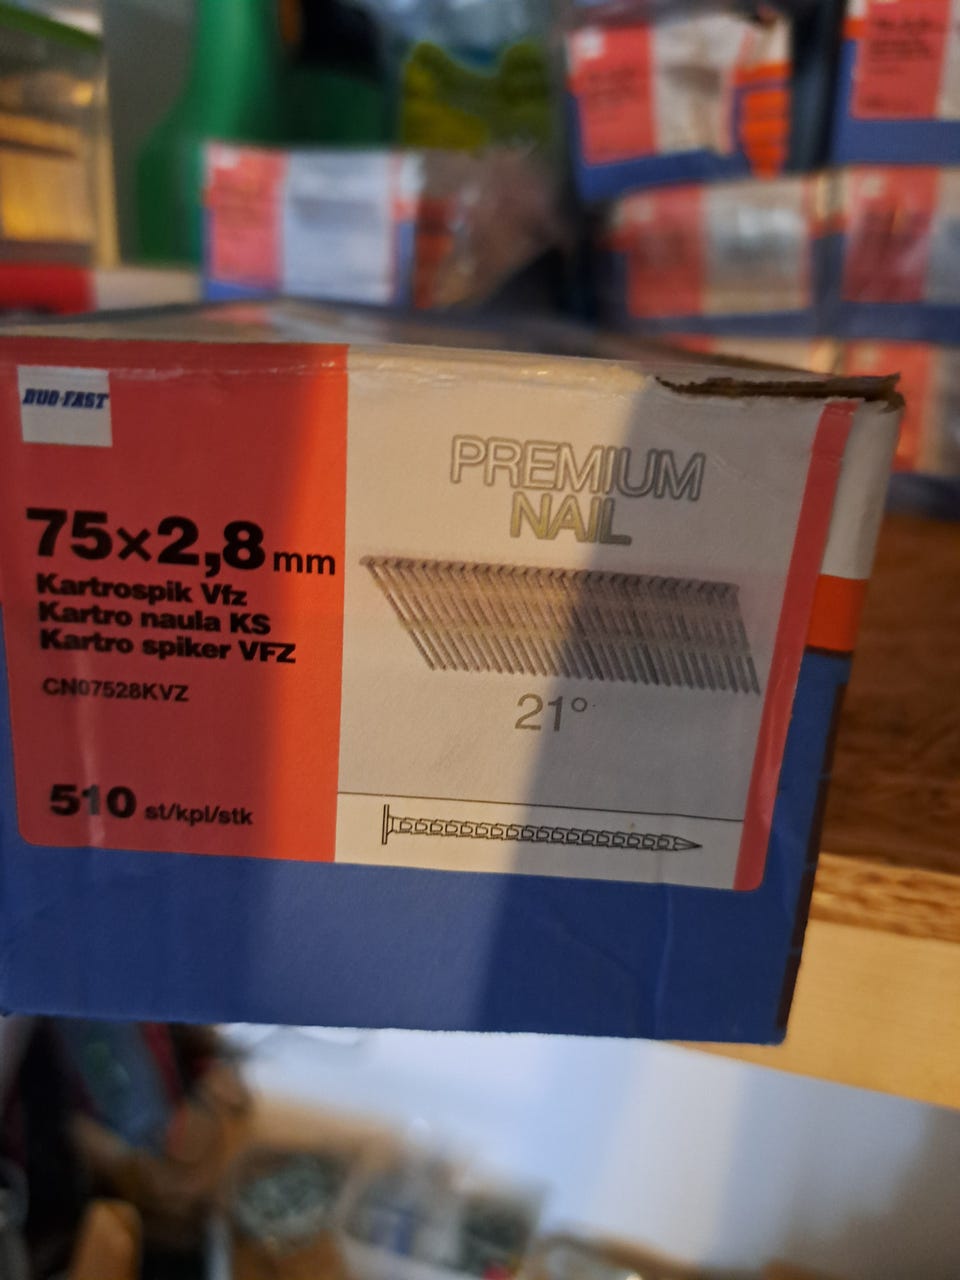 DUO-FAST
75×2,8 mm
Kartrospik Vfz
Kartro naula KS
Kartro spiker VFZ
CN07528KVZ
510 st/kpl/stk
PREMIUM
NAIL
21°